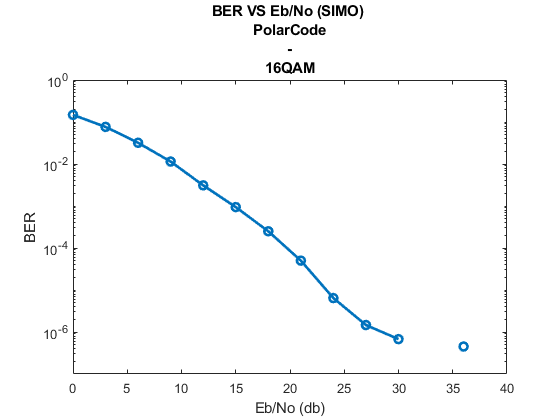 BER VS Eb/No (SIMO)
PolarCode
-
16QAM
10^0
10^-2
10^-4
10^-6
BER
0 5 10 15 20 25 30 35 40
Eb/No (db)